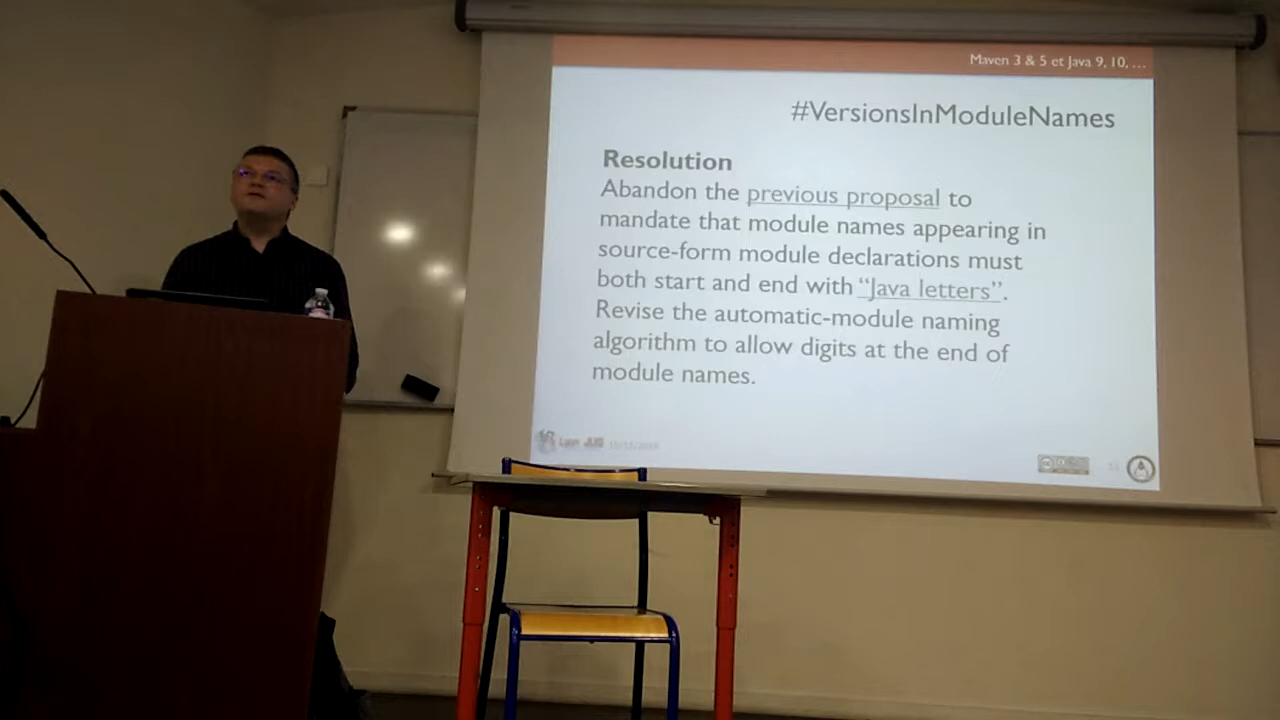 Maven 3 & 5 et Java 9, 10, ...
#VersionsInModuleNames
Resolution
Abandon the previous proposal to
mandate that module names appearing in
source-form module declarations must
both start and end with “Java letters”.
Revise the automatic-module naming
algorithm to allow digits at the end of
module names.
Lyon JUG